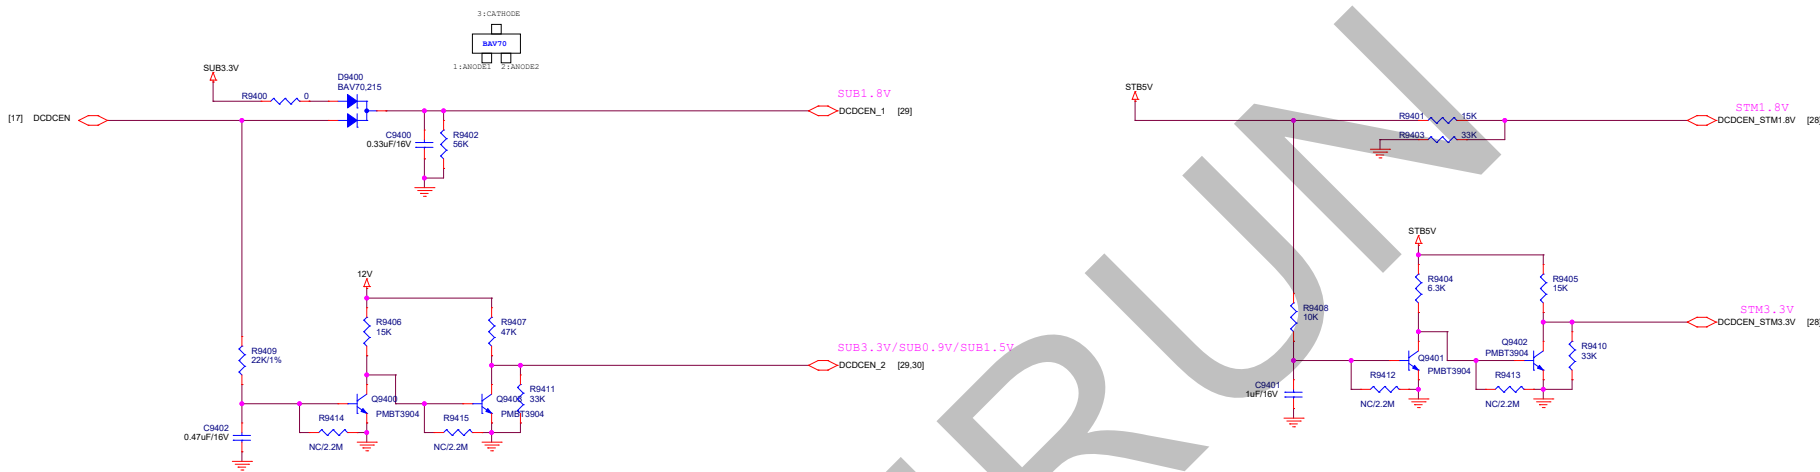 3:CATHODE
BAV70
1:ANODE1 2:ANODE2
SUB3.3V
D9400
BAV70,215
R9400 0
[17] DCDCEN
SUB1.8V
DCDCEN_1 [29]
C9400
0.33uF/16V
R9402
56K
12V
R9406
15K
R9407
47K
R9409
22K/1%
SUB3.3V/SUB0.9V/SUB1.5V
DCDCEN_2 [29,30]
R9411
33K
Q9400
PMBT3904
Q9403
PMBT3904
R9414
NC/2.2M
R9415
NC/2.2M
C9402
0.47uF/16V
STB5V
R9401 15K
R9403 33K
STM1.8V
DCDCEN_STM1.8V [28]
STB5V
R9404
6.3K
R9405
15K
R9408
10K
STM3.3V
DCDCEN_STM3.3V [28]
Q9401
PMBT3904
Q9402
PMBT3904
R9410
33K
R9412
NC/2.2M
R9413
NC/2.2M
C9401
1uF/16V
RUN